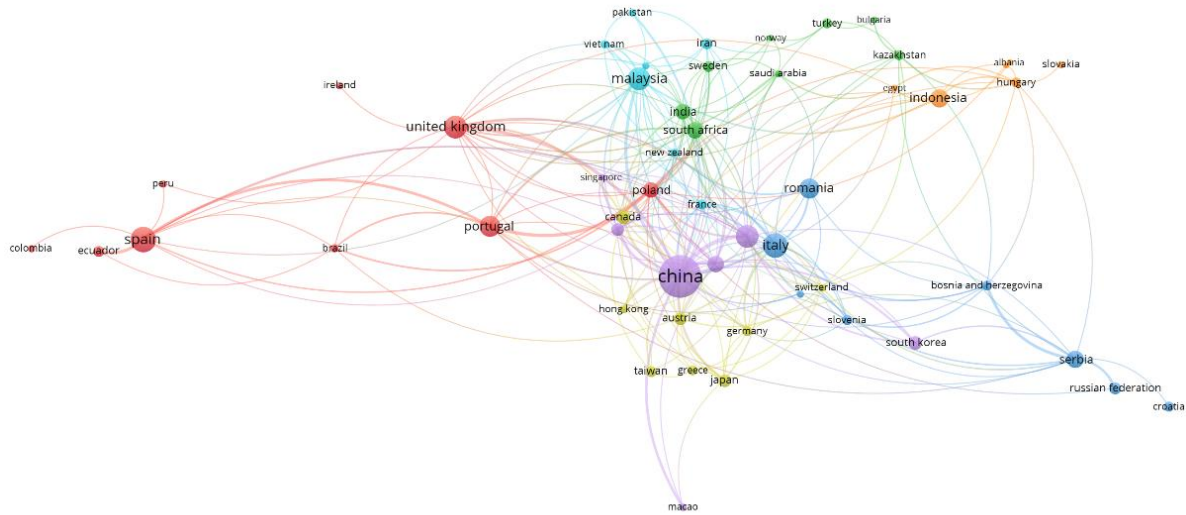 pakistan
bulgaria
turkey
norway
viet nam
iran
kazakhstan
albania
slovakia
sweden
saudi arabia
malaysia
hungary
ireland
egypt
indonesia
india
united kingdom
south africa
new zealand
singapore
peru
poland
romania
france
canada
portugal
spain
italy
colombia
ecuador
brazil
china
bosnia and herzegovina
switzerland
hong kong
austria
slovenia
germany
south korea
serbia
taiwan
greece
japan
russian federation
croatia
macao